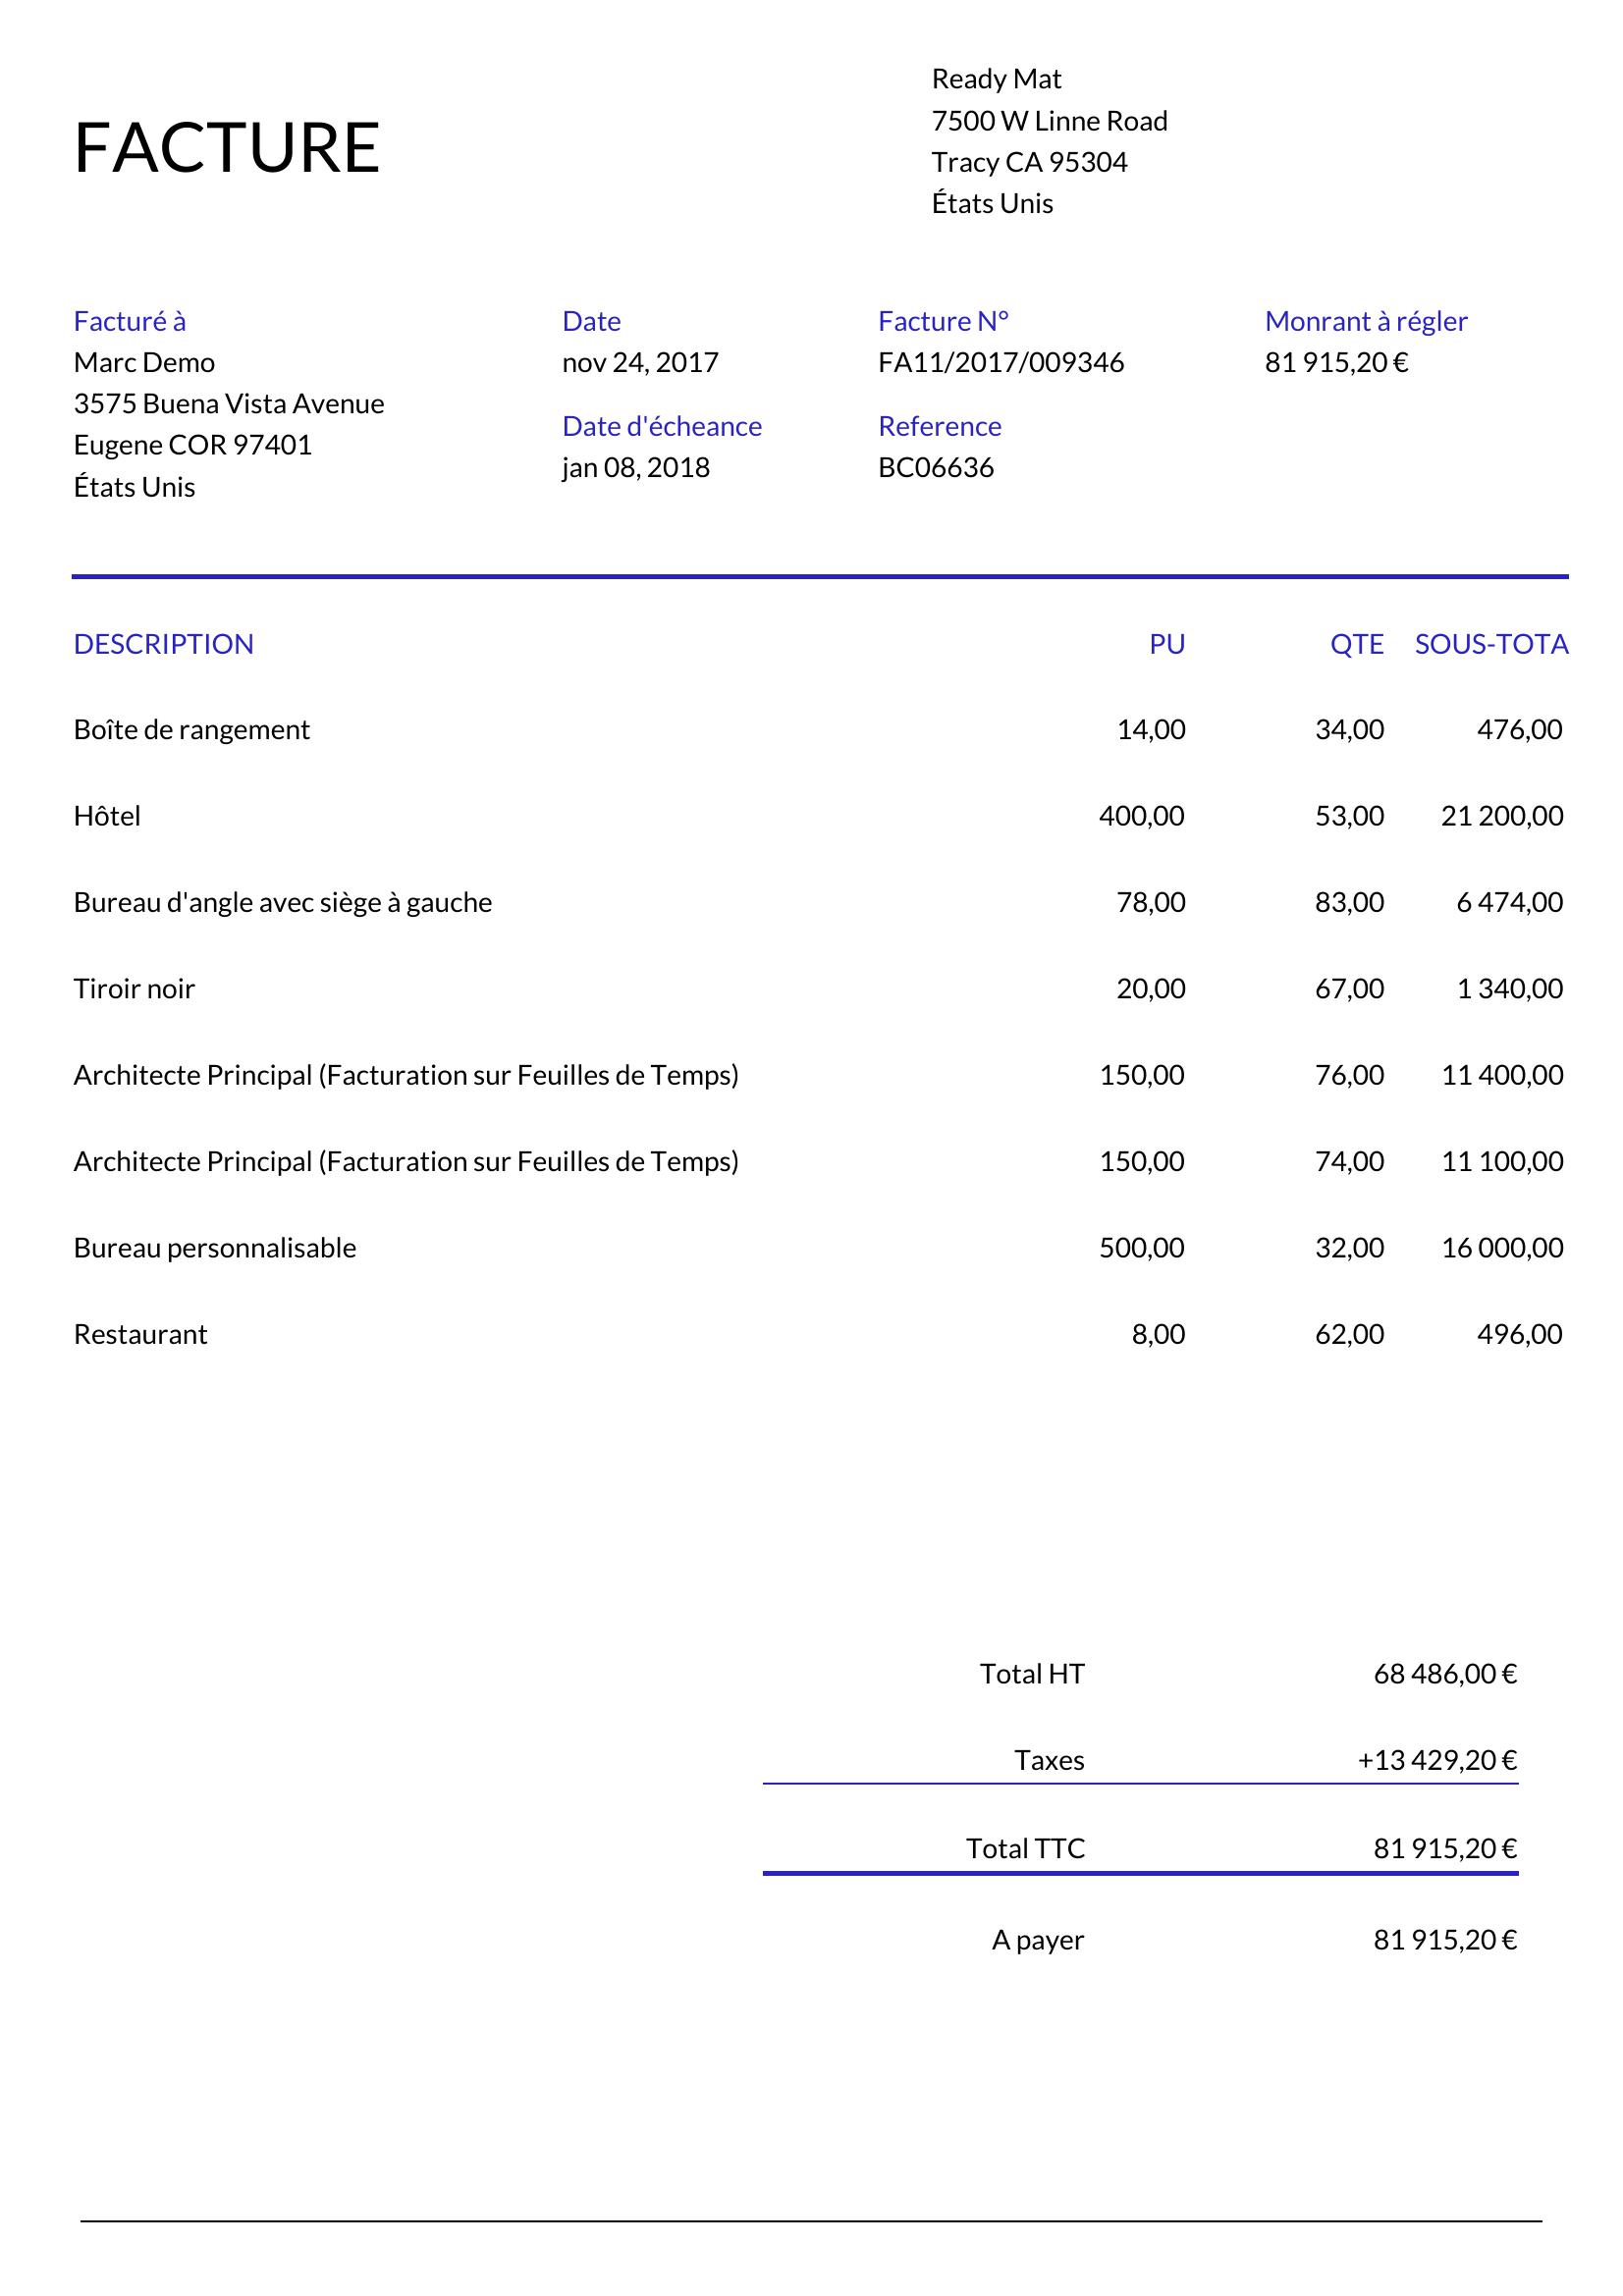 FACTURE
Ready Mat
7500 W Linne Road
Tracy CA 95304
États Unis
Facturé à
Marc Demo
3575 Buena Vista Avenue
Eugene COR 97401
États Unis
Date
nov 24, 2017
Date d'écheance
jan 08, 2018
Facture N°
FA11/2017/009346
Reference
BC06636
Monrant à régler
81 915,20 €
DESCRIPTION PU QTE SOUS-TOTA
Boîte de rangement 14,00 34,00 476,00
Hôtel 400,00 53,00 21 200,00
Bureau d'angle avec siège à gauche 78,00 83,00 6 474,00
Tiroir noir 20,00 67,00 1 340,00
Architecte Principal (Facturation sur Feuilles de Temps) 150,00 76,00 11 400,00
Architecte Principal (Facturation sur Feuilles de Temps) 150,00 74,00 11 100,00
Bureau personnalisable 500,00 32,00 16 000,00
Restaurant 8,00 62,00 496,00
Total HT 68 486,00 €
Taxes +13 429,20 €
Total TTC 81 915,20 €
A payer 81 915,20 €